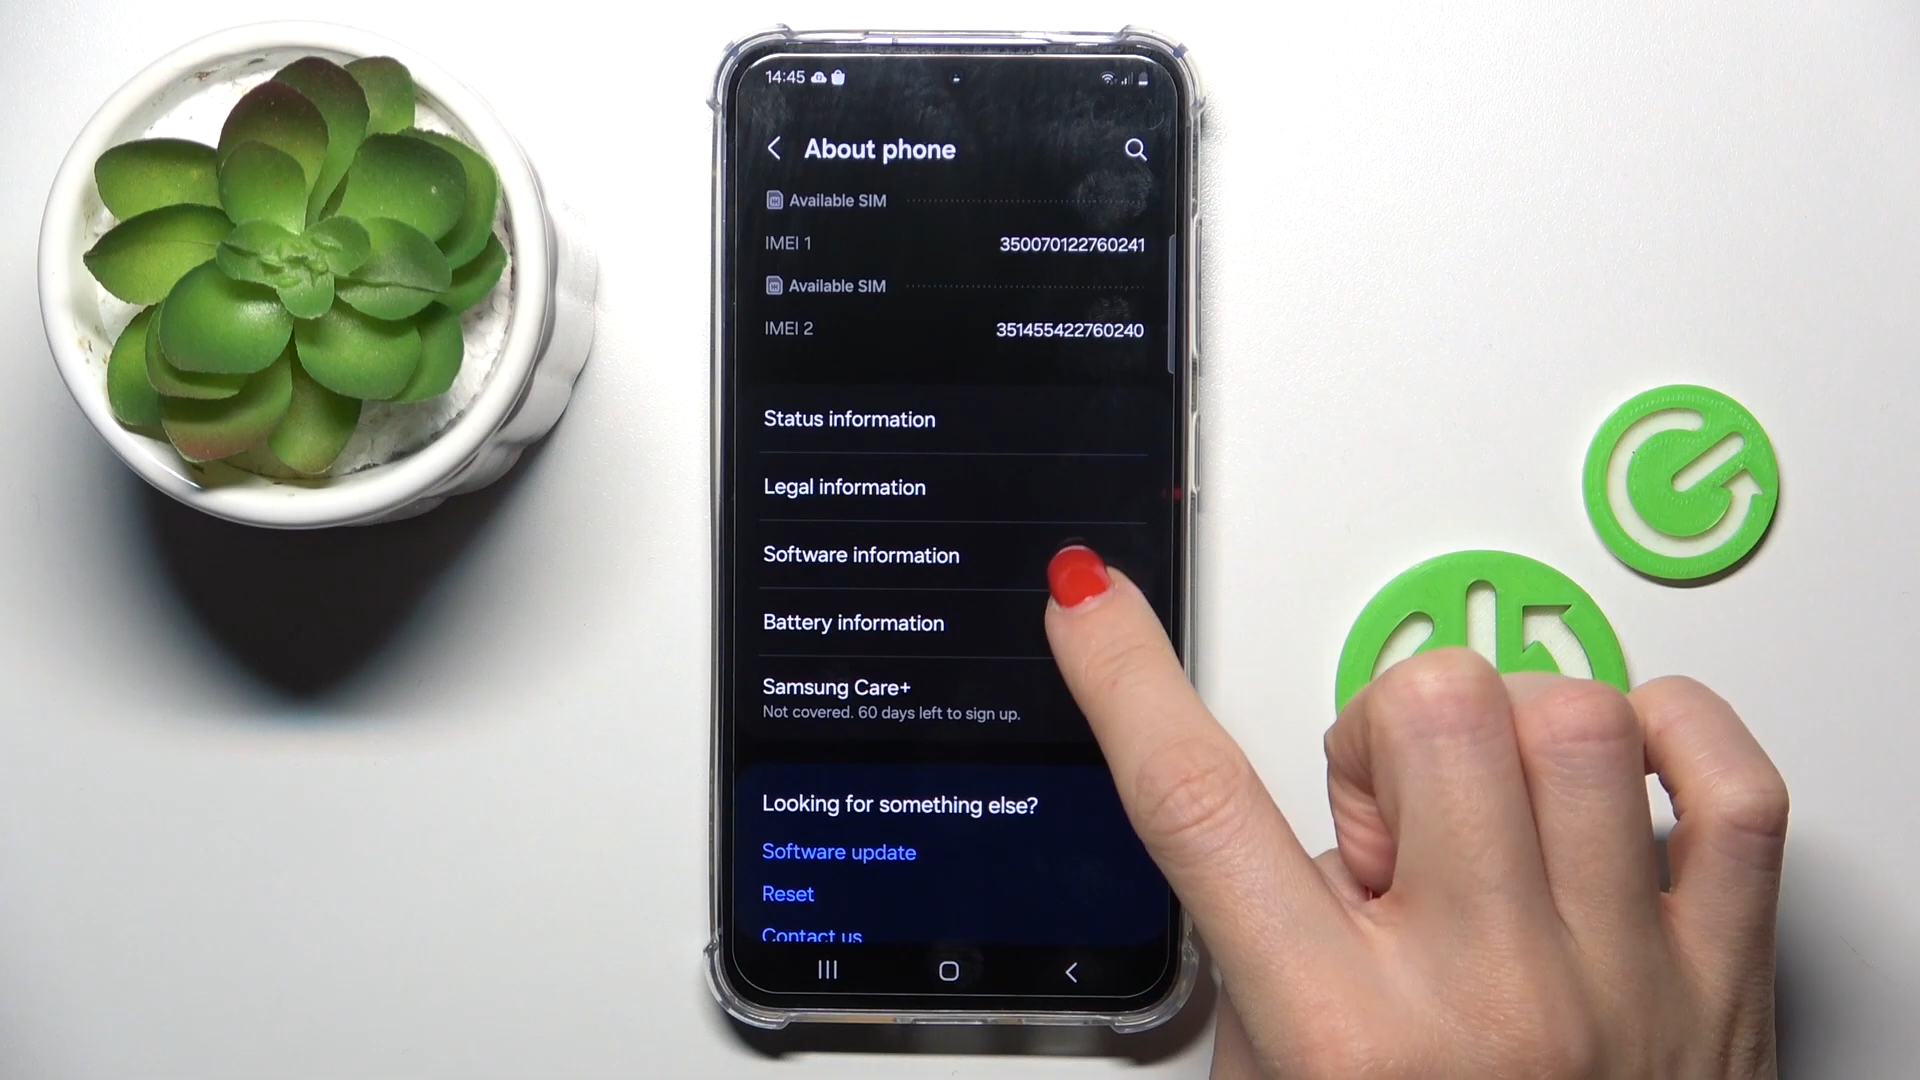 14:45
About phone
Available SIM
IMEI 1 350070122760241
Available SIM
IMEI 2 351455422760240
Status information
Legal information
Software information
Battery information
Samsung Care+
Not covered. 60 days left to sign up.
Looking for something else?
Software update
Reset
Contact us